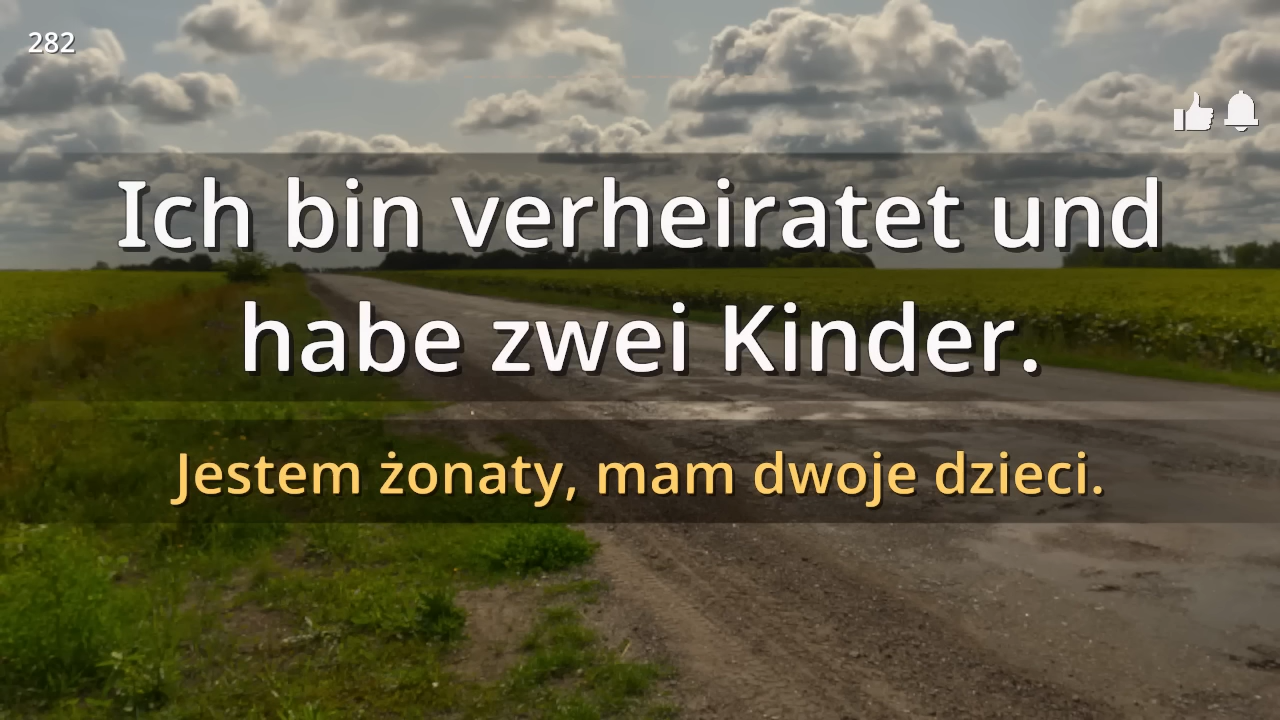 282
Ich bin verheiratet und
habe zwei Kinder.
Jestem żonaty, mam dwoje dzieci.